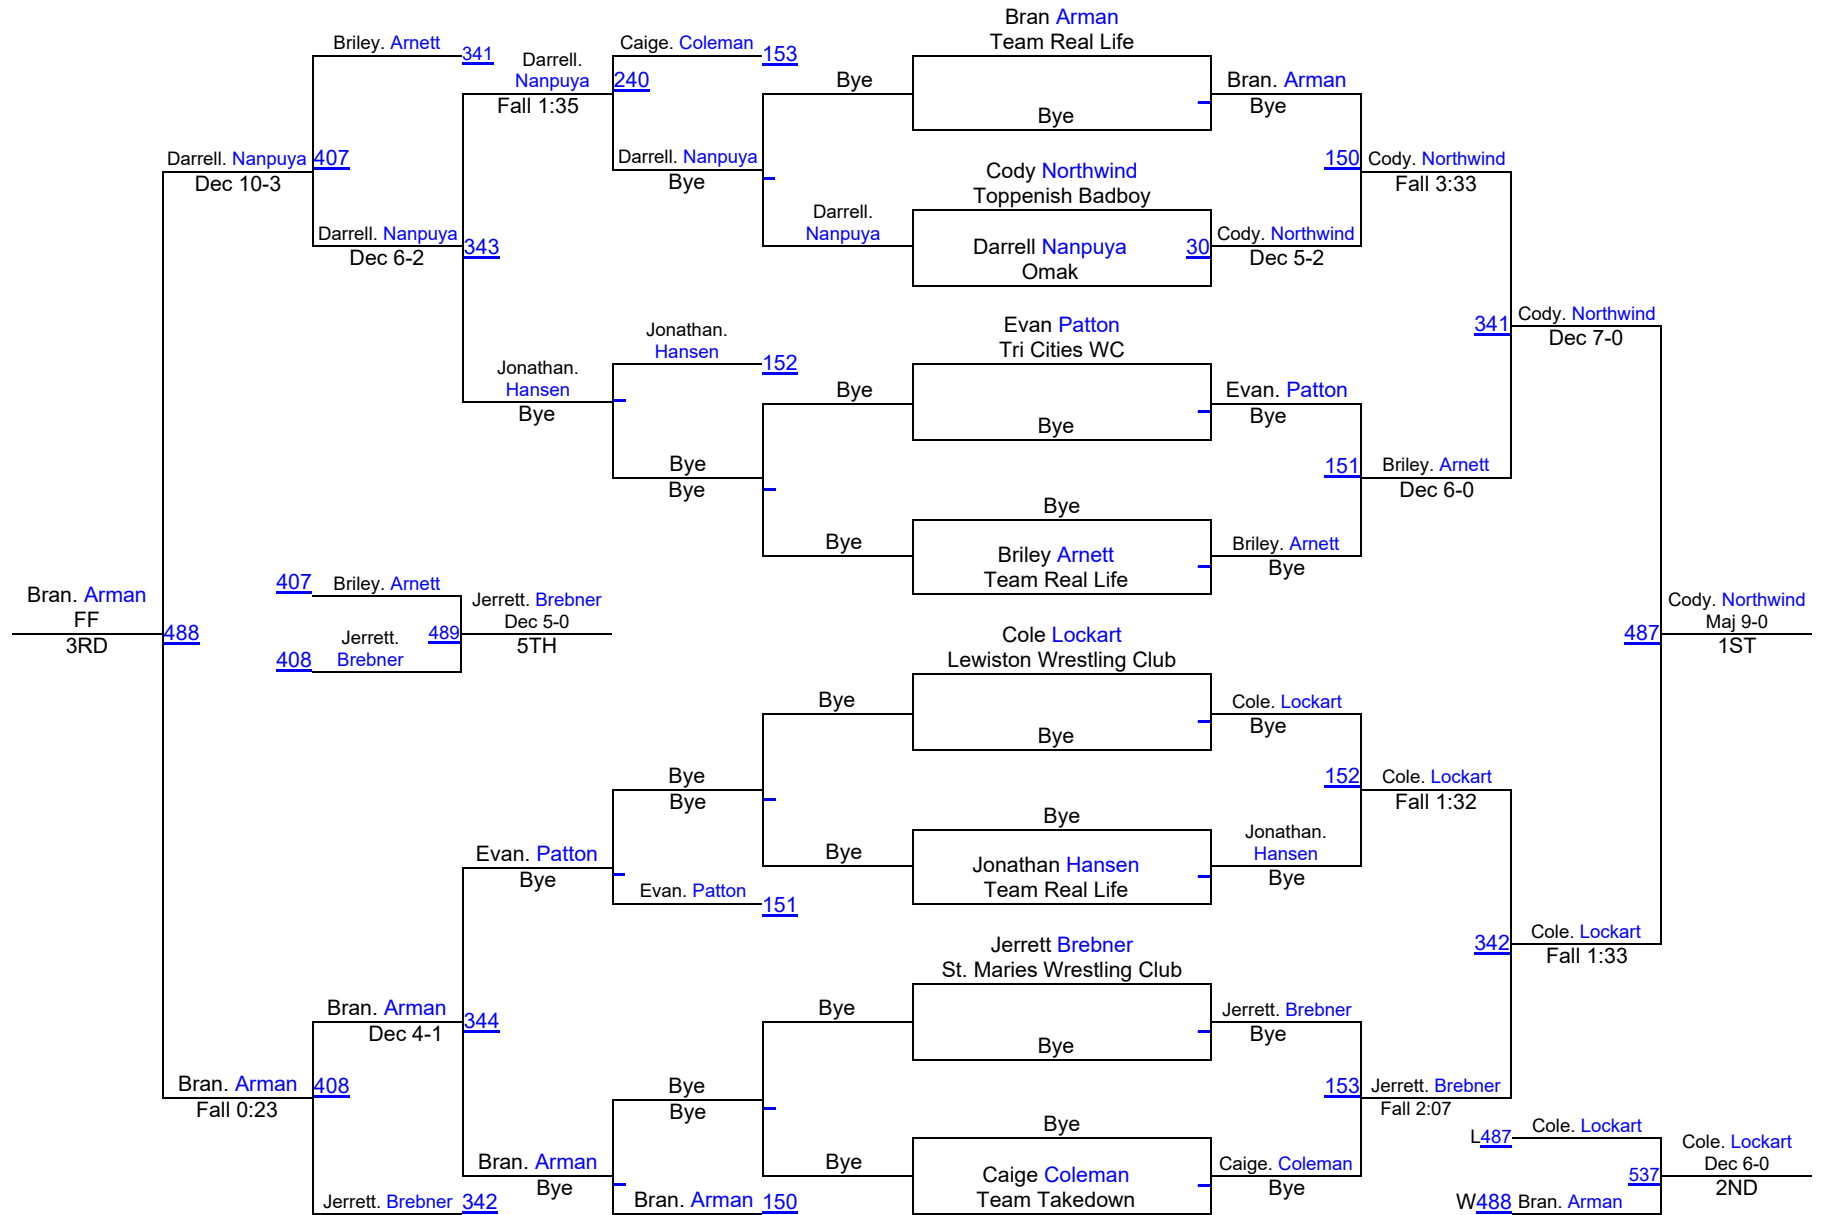 Bran Arman
Team Real Life
Briley. Arnett
341
Darrell.
Nanpuya
Fall 1:35
Caige. Coleman
153
240
Bye
Bye
Bran. Arman
Bye
Darrell. Nanpuya
Dec 10-3
407
Darrell. Nanpuya
Bye
Cody Northwind
Toppenish Badboy
150
Cody. Northwind
Fall 3:33
Darrell. Nanpuya
Dec 6-2
343
Darrell.
Nanpuya
Darrell Nanpuya
Omak
30
Cody. Northwind
Dec 5-2
Jonathan.
Hansen
152
Evan Patton
Tri Cities WC
341
Cody. Northwind
Dec 7-0
Jonathan.
Hansen
Bye
Bye
Bye
Evan. Patton
Bye
Bye
Bye
151
Briley. Arnett
Dec 6-0
Bye
Bye
Briley Arnett
Team Real Life
Briley. Arnett
Bye
Bran. Arman
FF
3RD
488
407
Briley. Arnett
408
Jerrett.
Brebner
489
Jerrett. Brebner
Dec 5-0
5TH
Cole Lockart
Lewiston Wrestling Club
487
Cody. Northwind
Maj 9-0
1ST
Bye
Bye
Cole. Lockart
Bye
Bye
Bye
152
Cole. Lockart
Fall 1:32
Evan. Patton
Bye
Bye
Bye
Jonathan Hansen
Team Real Life
Jonathan.
Hansen
Bye
Evan. Patton
151
Jerrett Brebner
St. Maries Wrestling Club
342
Cole. Lockart
Fall 1:33
Bran. Arman
Dec 4-1
344
Bye
Bye
Jerrett. Brebner
Bye
Bran. Arman
Fall 0:23
408
Bye
Bye
153
Jerrett. Brebner
Fall 2:07
Bran. Arman
Bye
Bye
Bye
Caige Coleman
Team Takedown
Caige. Coleman
Bye
Jerrett. Brebner
342
Bran. Arman
150
L487
Cole. Lockart
W488
Bran. Arman
537
Cole. Lockart
Dec 6-0
2ND